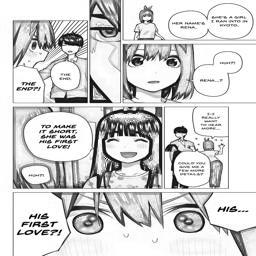 SHE'S A GIRL
I RAN INTO IN
KYOTO.
HER NAME'S
RENA.
THE
END.
THE
END?!
HUH?!
RENA...?
I-I
REALLY
WANT
TO HEAR
MORE...
COULD YOU
GIVE ME A
FEW MORE
DETAILS?
TO MAKE
IT SHORT,
SHE WAS
HIS FIRST
LOVE!
HUH?!
HIS...
HIS
FIRST
LOVE?!